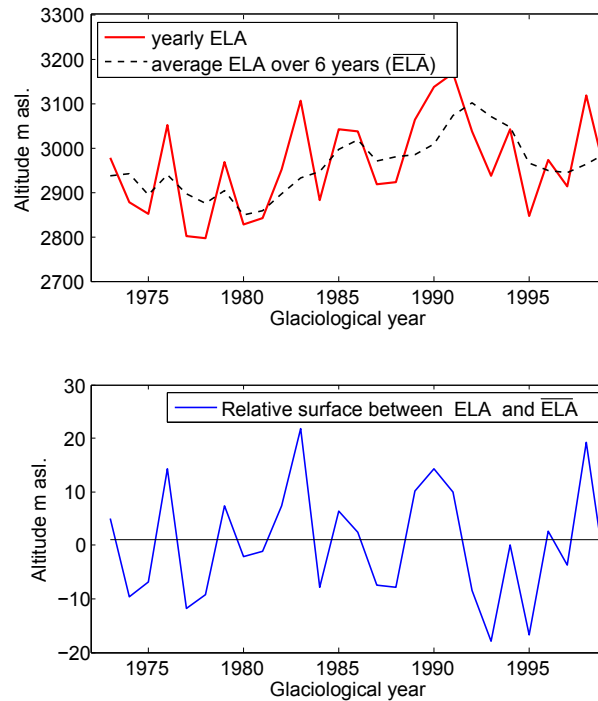 3300
3200
3100
3000
2900
2800
2700
Altitude m asl.
yearly ELA
average ELA over 6 years (E̅L̅A̅)
1975 1980 1985 1990 1995
Glaciological year
30
20
10
0
−10
−20
Altitude m asl.
Relative surface between ELA and E̅L̅A̅
1975 1980 1985 1990 1995
Glaciological year